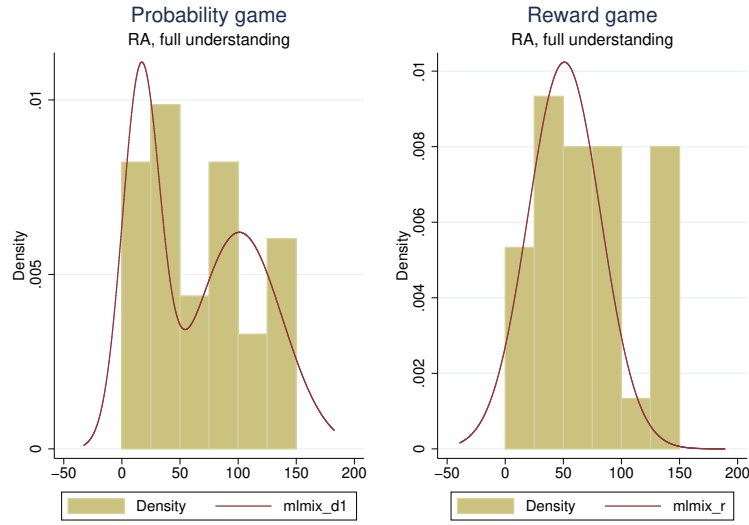 Probability game
RA, full understanding
.01
.005
0
Density
−50 0 50 100 150 200
Density mlmix_d1
Reward game
RA, full understanding
.01
.008
.006
.004
.002
0
Density
−50 0 50 100 150 200
Density mlmix_r